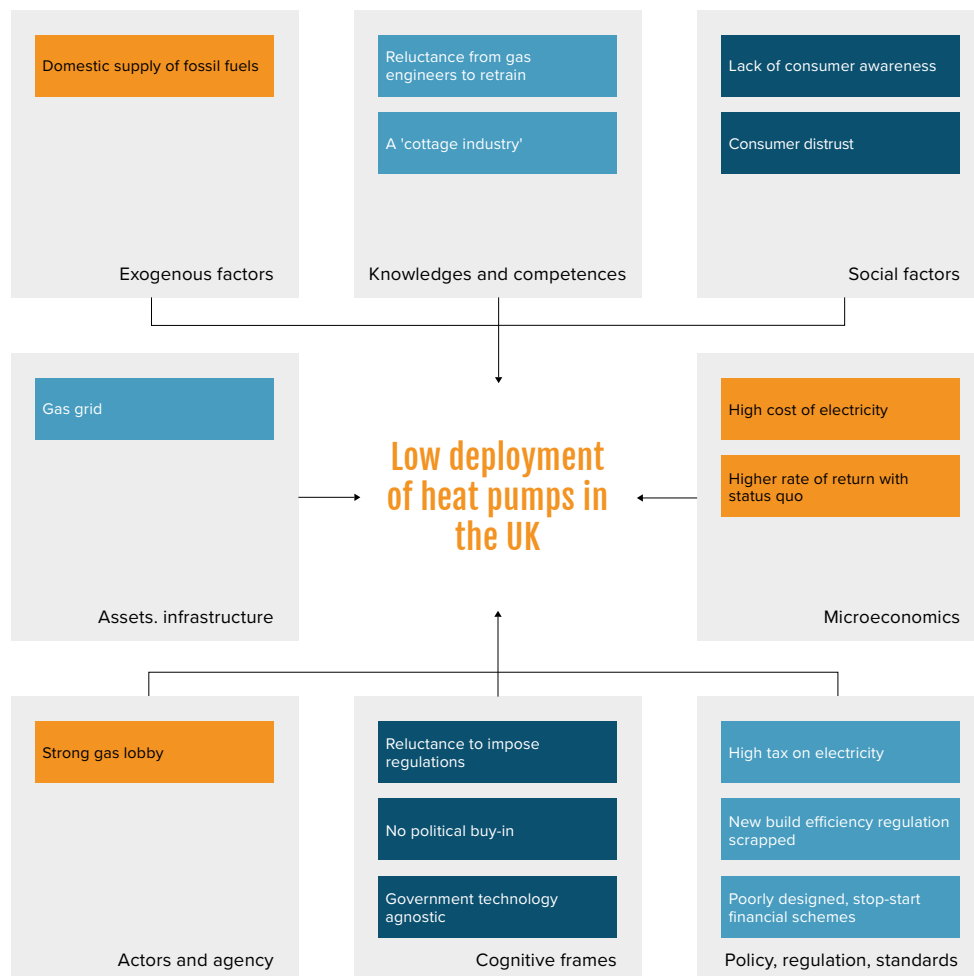 Domestic supply of fossil fuels
Exogenous factors
Reluctance from gas
engineers to retrain
A 'cottage industry'
Knowledges and competences
Lack of consumer awareness
Consumer distrust
Social factors
Gas grid
Assets. infrastructure
Low deployment
of heat pumps in
the UK
High cost of electricity
Higher rate of return with
status quo
Microeconomics
Strong gas lobby
Actors and agency
Reluctance to impose
regulations
No political buy-in
Government technology
agnostic
Cognitive frames
High tax on electricity
New build efficiency regulation
scrapped
Poorly designed, stop-start
financial schemes
Policy, regulation, standards